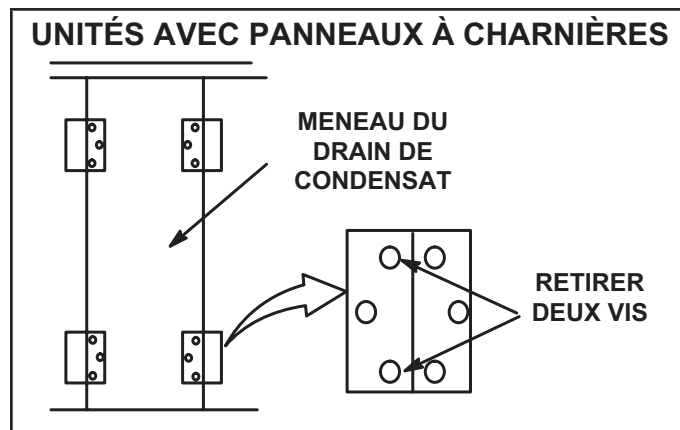 UNITÉS AVEC PANNEAUX À CHARNIÈRES
MENEAU DU
DRAIN DE
CONDENSAT
RETIRER
DEUX VIS